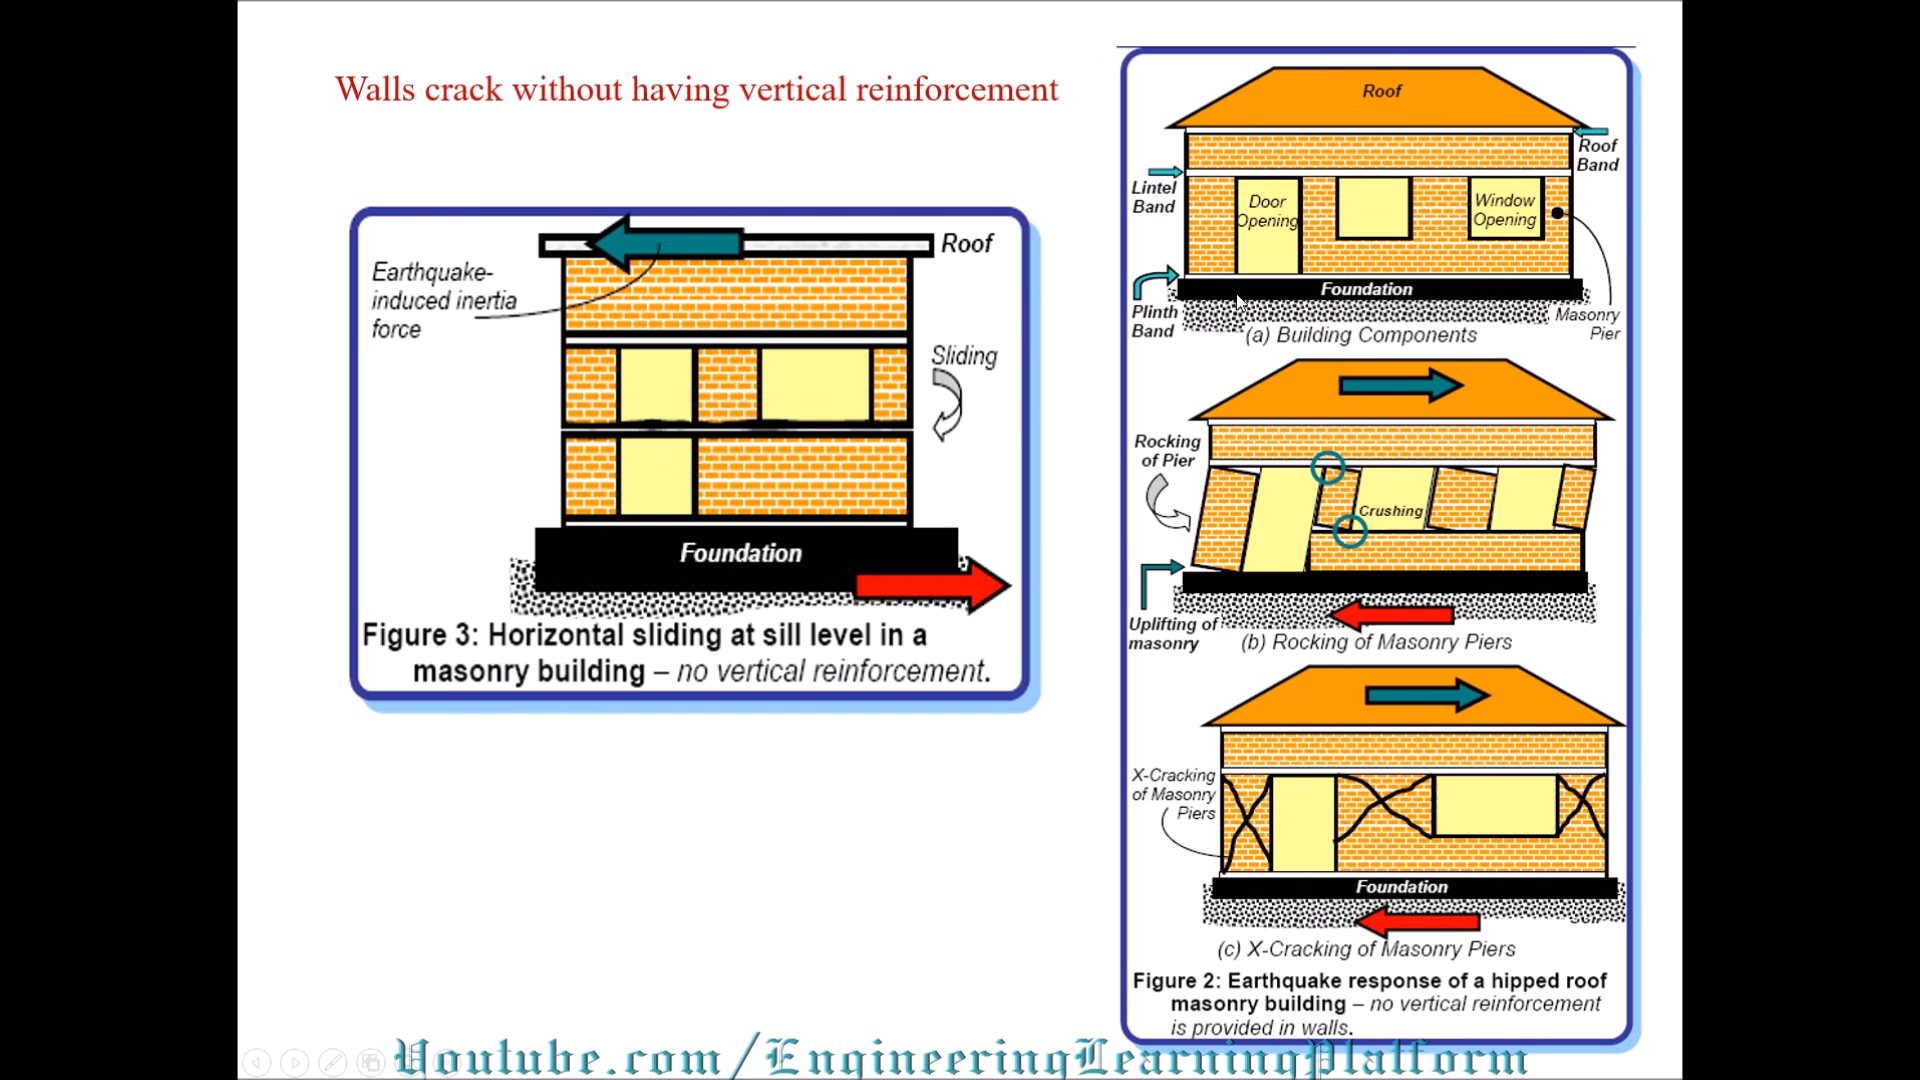 Walls crack without having vertical reinforcement
Roof
Earthquake-
induced inertia
force
Sliding
Foundation
Figure 3: Horizontal sliding at sill level in a
masonry building – no vertical reinforcement.
Roof
Roof
Band
Lintel
Band
Door
Opening
Window
Opening
Foundation
Plinth
Band
Masonry
Pier
(a) Building Components
Rocking
of Pier
Crushing
Uplifting of
masonry
(b) Rocking of Masonry Piers
X-Cracking
of Masonry
Piers
Foundation
(c) X-Cracking of Masonry Piers
Figure 2: Earthquake response of a hipped roof
masonry building – no vertical reinforcement
is provided in walls.
Youtube.com/EngineeringLearningPlatform